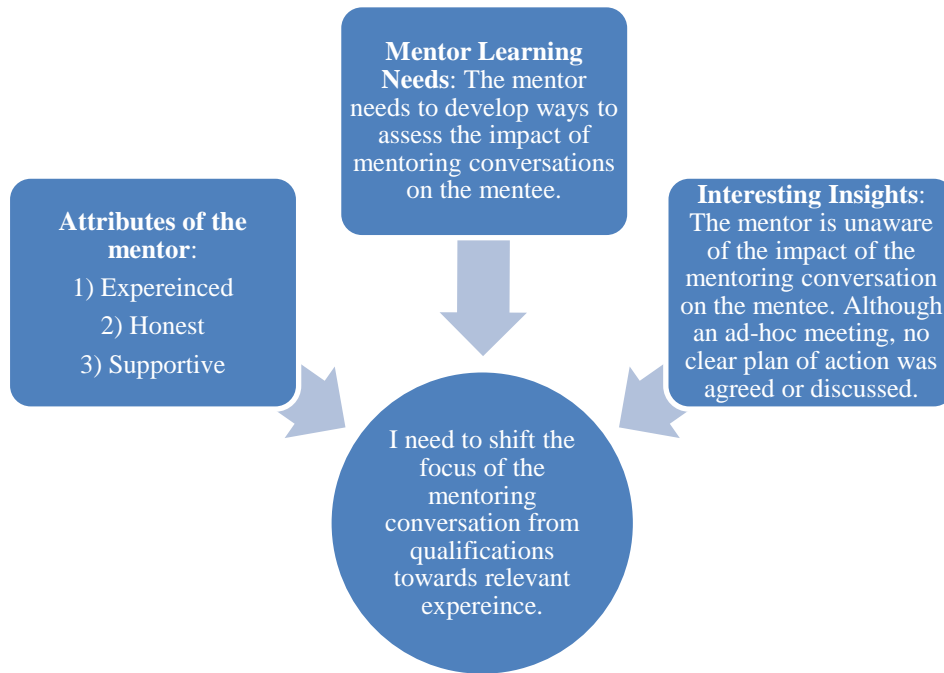 Attributes of the
mentor:
1) Expereinced
2) Honest
3) Supportive
Mentor Learning
Needs: The mentor
needs to develop ways to
assess the impact of
mentoring conversations
on the mentee.
Interesting Insights:
The mentor is unaware
of the impact of the
mentoring conversation
on the mentee. Although
an ad-hoc meeting, no
clear plan of action was
agreed or discussed.
I need to shift the
focus of the
mentoring
conversation from
qualifications
towards relevant
expereince.